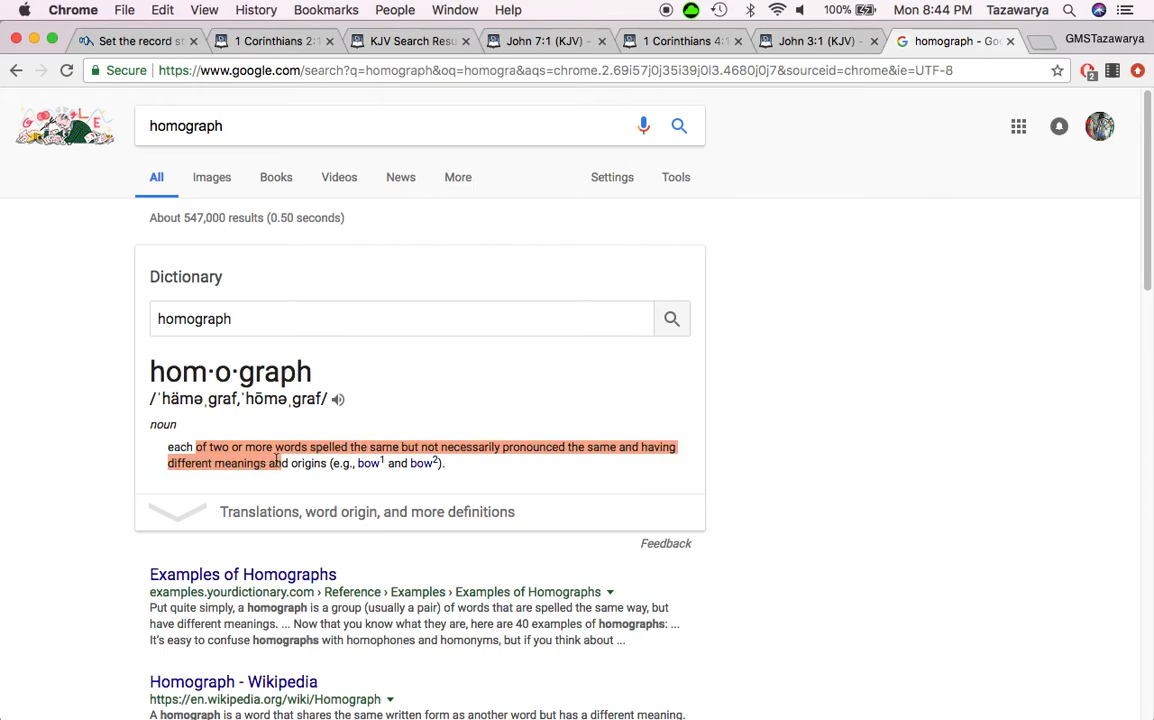 Chrome File Edit View History Bookmarks People Window Help 100% Mon 8:44 PM Tazawarya
Set the record st 1 Corinthians 2:1 KJV Search Resu John 7:1 (KJV) - 1 Corinthians 4:1 John 3:1 (KJV) - homograph - Goo GMSTazawarya
Secure https://www.google.com/search?q=homograph&oq=homogra&aqs=chrome.2.69i57j0j35i39j0l3.4680j0j7&sourceid=chrome&ie=UTF-8 2
homograph
All Images Books Videos News More Settings Tools
About 547,000 results (0.50 seconds)
Dictionary
homograph
hom·o·graph
/ˈhäməˌgraf,ˈhōməˌgraf/
noun
each of two or more words spelled the same but not necessarily pronounced the same and having
different meanings and origins (e.g., bow1 and bow2).
Translations, word origin, and more definitions
Feedback
Examples of Homographs
examples.yourdictionary.com › Reference › Examples › Examples of Homographs
Put quite simply, a homograph is a group (usually a pair) of words that are spelled the same way, but
have different meanings. ... Now that you know what they are, here are 40 examples of homographs: ...
It's easy to confuse homographs with homophones and homonyms, but if you think about ...
Homograph - Wikipedia
https://en.wikipedia.org/wiki/Homograph
A homograph is a word that shares the same written form as another word but has a different meaning.